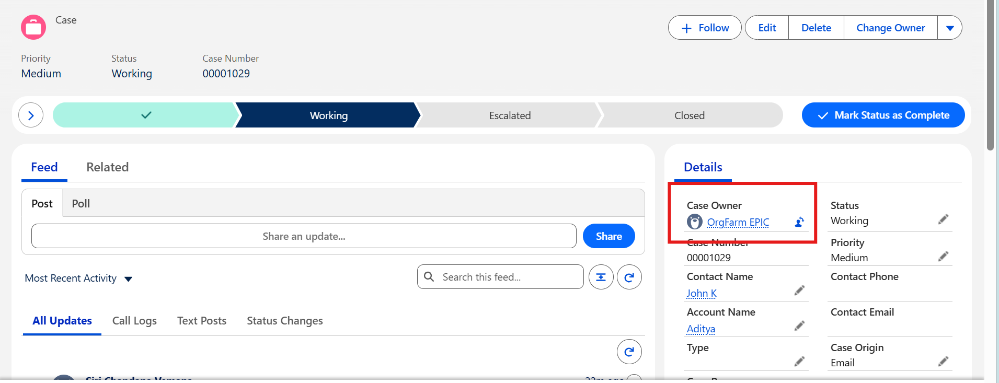 Case
Follow
Edit
Delete
Change Owner
Priority
Status
Case Number
Medium
Working
00001029
Working
Escalated
Closed
Mark Status as Complete
Feed
Related
Details
Post
Poll
Share an update...
Share
Most Recent Activity
Search this feed...
All Updates
Call Logs
Text Posts
Status Changes
Case Owner
OrgFarm EPIC
Status
Working
Case Number
00001029
Priority
Medium
Contact Name
John K
Contact Phone
Account Name
Aditya
Contact Email
Type
Case Origin
Email